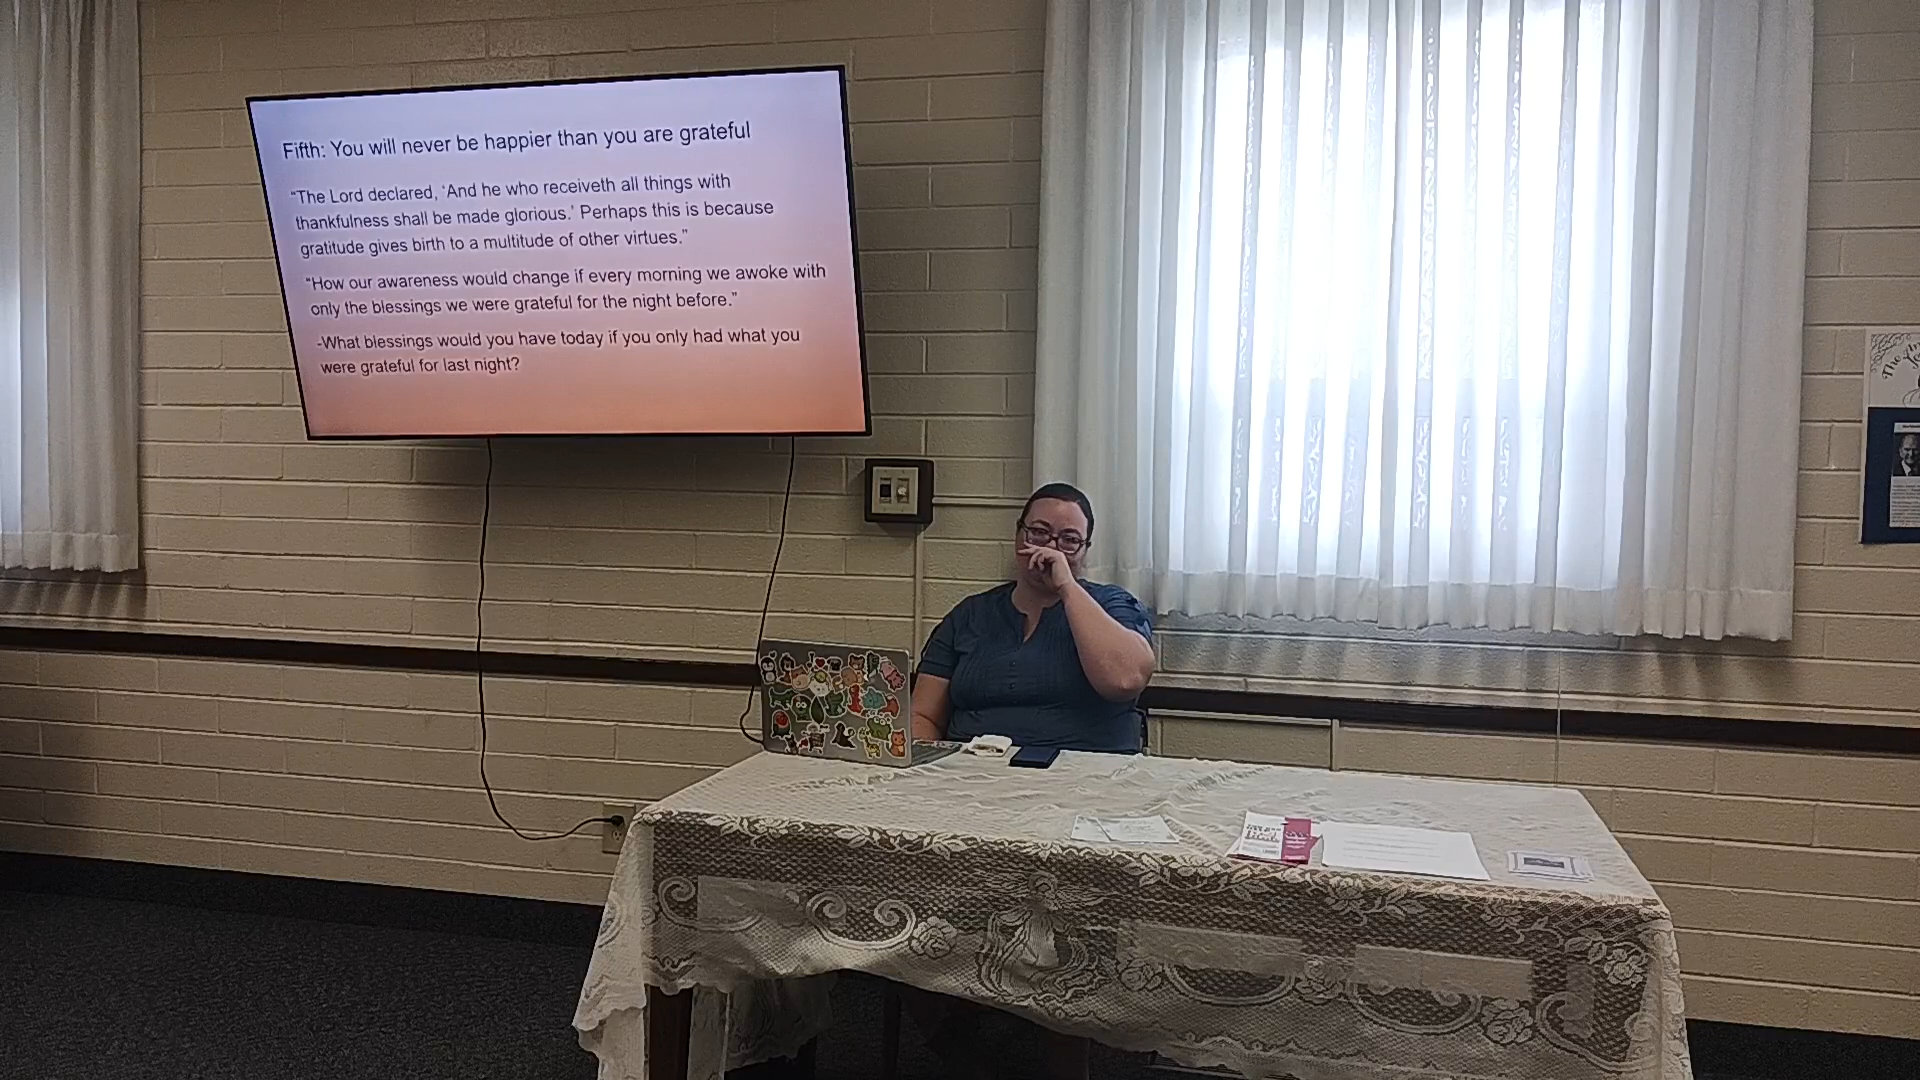 Fifth: You will never be happier than you are grateful
“The Lord declared, ‘And he who receiveth all things with
thankfulness shall be made glorious.’ Perhaps this is because
gratitude gives birth to a multitude of other virtues.”
“How our awareness would change if every morning we awoke with
only the blessings we were grateful for the night before.”
-What blessings would you have today if you only had what you
were grateful for last night?
The